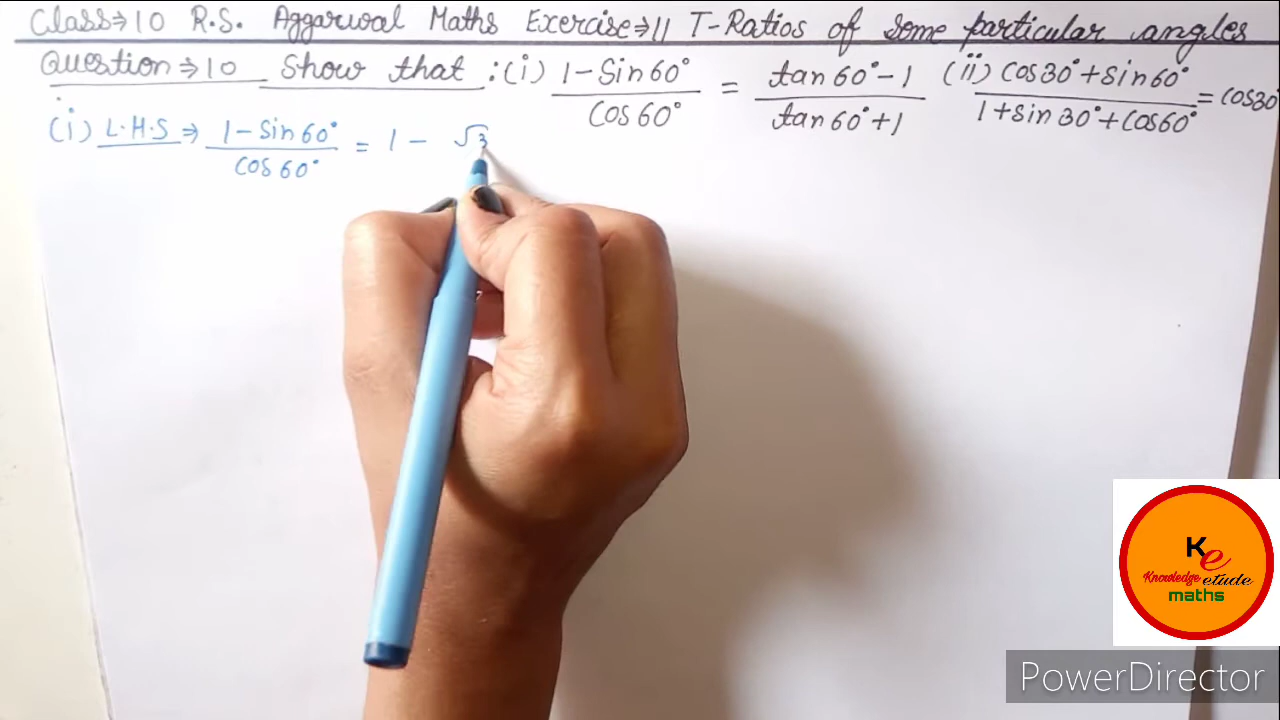 Class⇒10 R.S. Aggarwal Maths Exercise⇒11 T-Ratios of some particular angles
Question⇒10 Show that :(i) 1-Sin60°/cos60° = tan60°-1/tan60°+1 (ii) cos30°+sin60°/1+sin30°+cos60° = cos30°
(i) L.H.S ⇒ 1-Sin60°/cos60° = 1 - √3
Ke
Knowledge etude
maths
PowerDirector